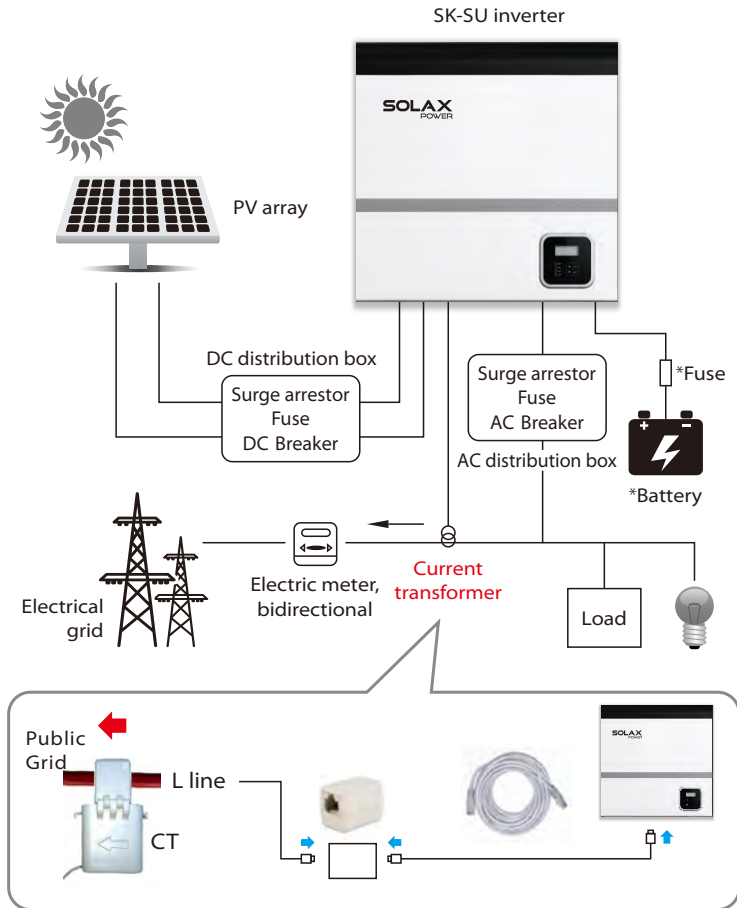 SK-SU inverter
SOLAX
POWER
PV array
DC distribution box
Surge arrestor
Fuse
DC Breaker
Surge arrestor
Fuse
AC Breaker
AC distribution box
*Fuse
+ -
*Battery
Electrical
grid
Electric meter,
bidirectional
Current
transformer
Load
Public
Grid
L line
CT
SOLAX
POWER